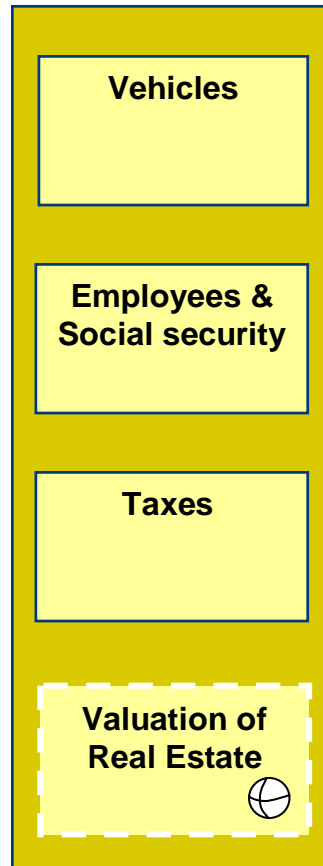 Vehicles
Employees &
Social security
Taxes
Valuation of
Real Estate